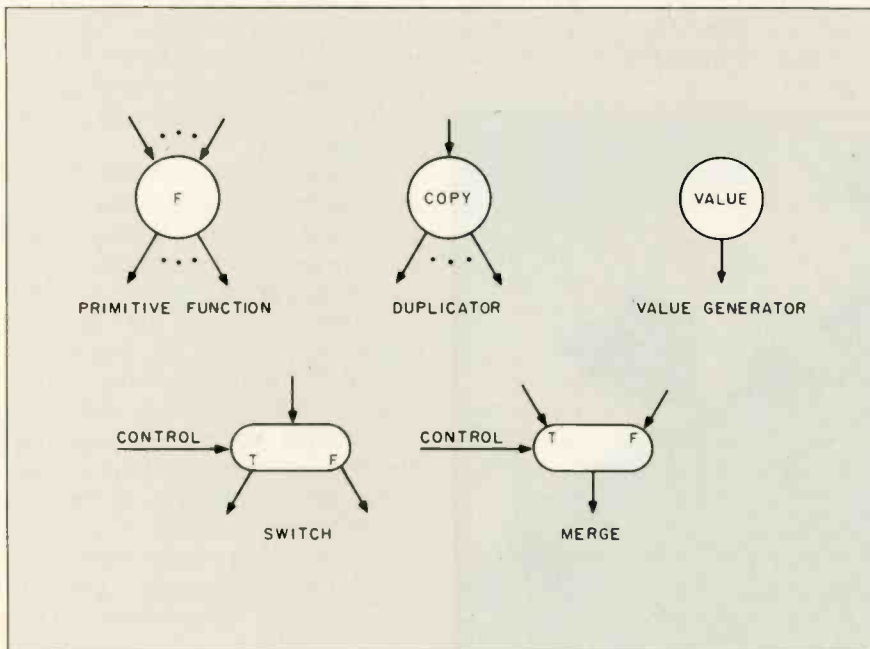 F
COPY
VALUE
PRIMITIVE FUNCTION
DUPLICATOR
VALUE GENERATOR
CONTROL
T F
SWITCH
CONTROL
T F
MERGE